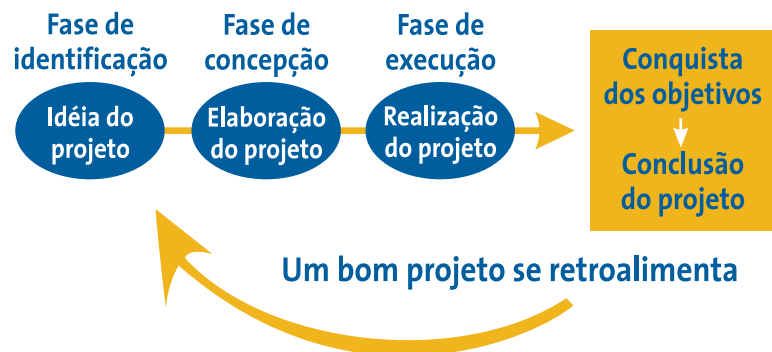 Fase de
identificação
Idéia do
projeto
Fase de
concepção
Elaboração
do projeto
Fase de
execução
Realização
do projeto
Conquista
dos objetivos
Conclusão
do projeto
Um bom projeto se retroalimenta